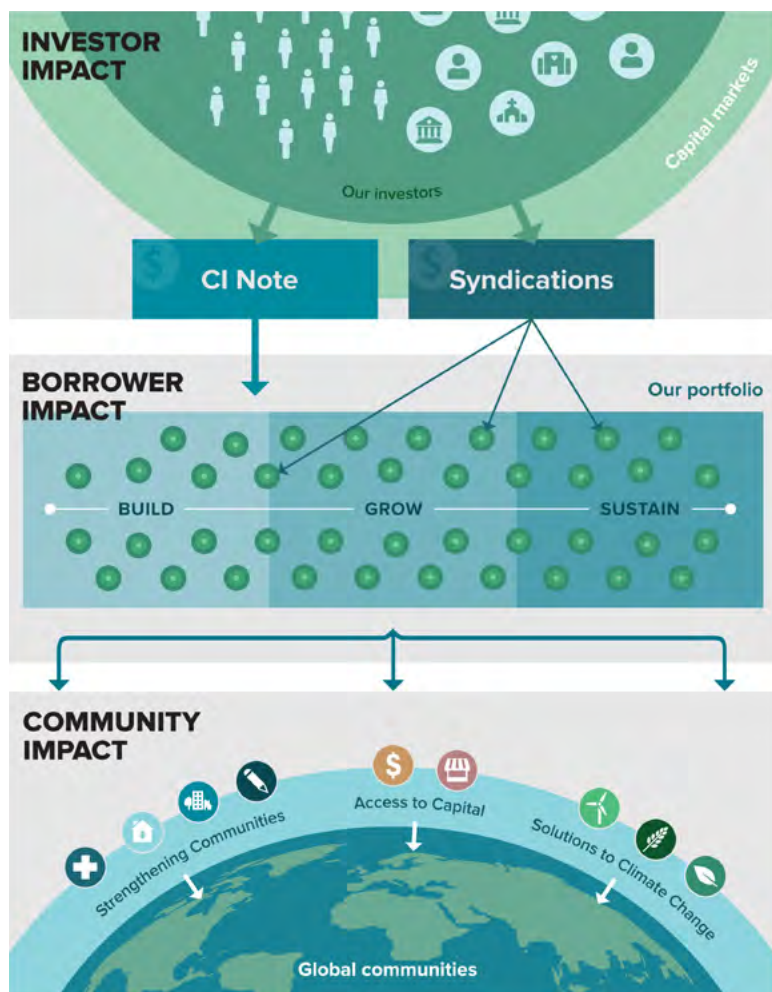 INVESTOR
IMPACT
Capital markets
Our investors
$
CI Note
$
Syndications
BORROWER
IMPACT
Our portfolio
BUILD
GROW
SUSTAIN
COMMUNITY
IMPACT
$
Strengthening Communities
Access to Capital
Solutions to Climate Change
Global communities